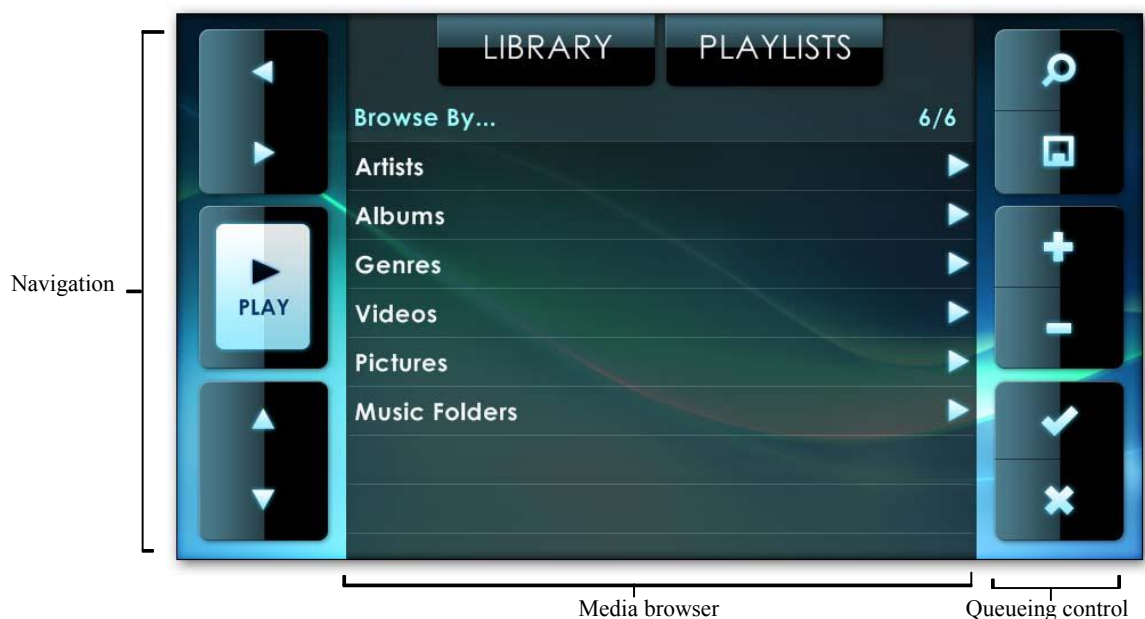 LIBRARY PLAYLISTS
Browse By... 6/6
Artists
Albums
Genres
Videos
Pictures
Music Folders
PLAY
Navigation
Media browser
Queueing control